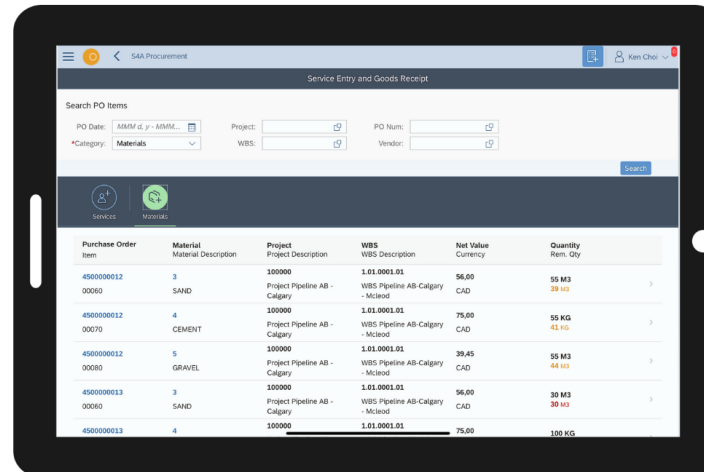 S4A Procurement
Ken Choi
Service Entry and Goods Receipt
Search PO Items
PO Date: MMM d, y - MMM... Project: PO Num:
*Category: Materials WBS: Vendor:
Search
Services Materials
Purchase Order Material Project WBS Net Value Quantity
Item Material Description Project Description WBS Description Currency Rem. Qty
4500000012 3 100000 1.01.0001.01 56,00 55 M3
00060 SAND Project Pipeline AB - WBS Pipeline AB-Calgary CAD 39 M3
Calgary - Mcleod
4500000012 4 100000 1.01.0001.01 75,00 55 KG
00070 CEMENT Project Pipeline AB - WBS Pipeline AB-Calgary CAD 41 KG
Calgary - Mcleod
4500000012 5 100000 1.01.0001.01 39,45 55 M3
00080 GRAVEL Project Pipeline AB - WBS Pipeline AB-Calgary CAD 44 M3
Calgary - Mcleod
4500000013 3 100000 1.01.0001.01 56,00 30 M3
00060 SAND Project Pipeline AB - WBS Pipeline AB-Calgary CAD 30 M3
Calgary - Mcleod
4500000013 4 100000 1.01.0001.01 75,00 100 KG